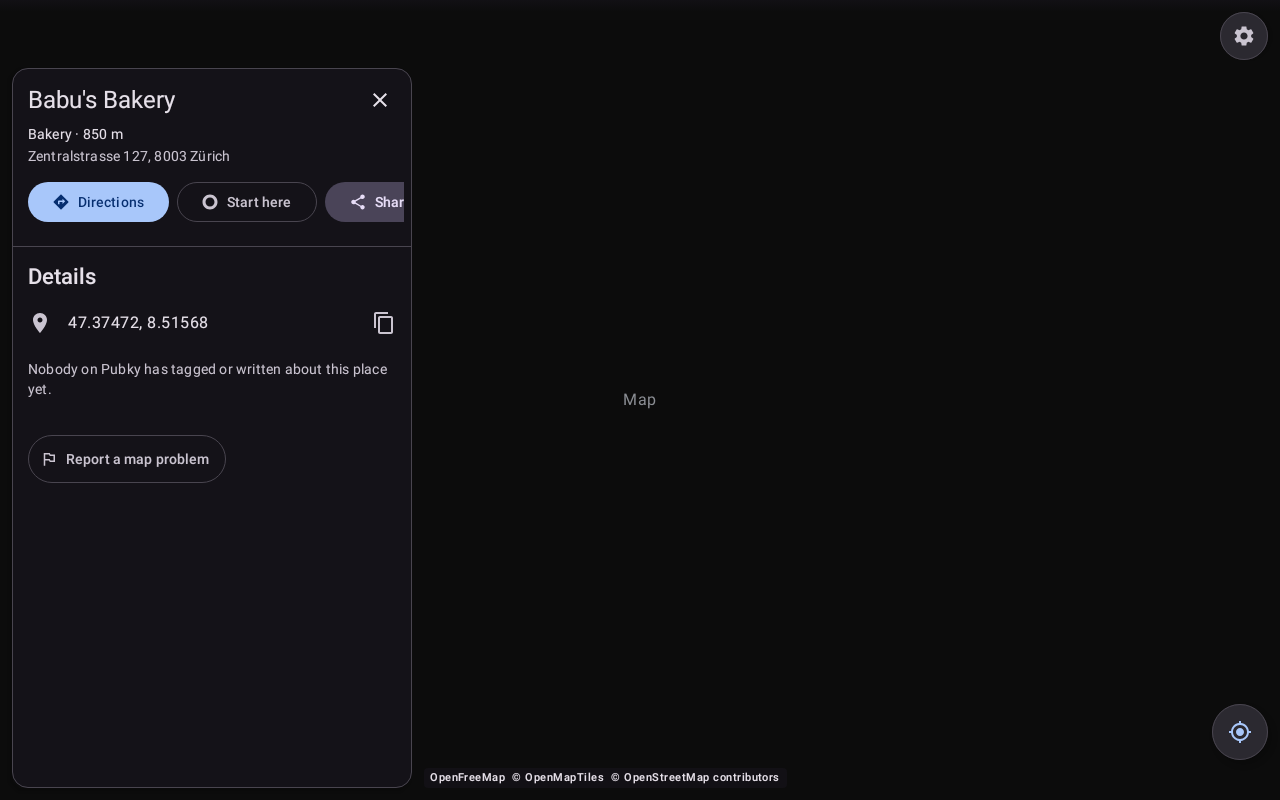 Babu's Bakery
Bakery · 850 m
Zentralstrasse 127, 8003 Zürich
Directions
Start here
Shar
Details
47.37472, 8.51568
Nobody on Pubky has tagged or written about this place
yet.
Report a map problem
Map
OpenFreeMap © OpenMapTiles © OpenStreetMap contributors